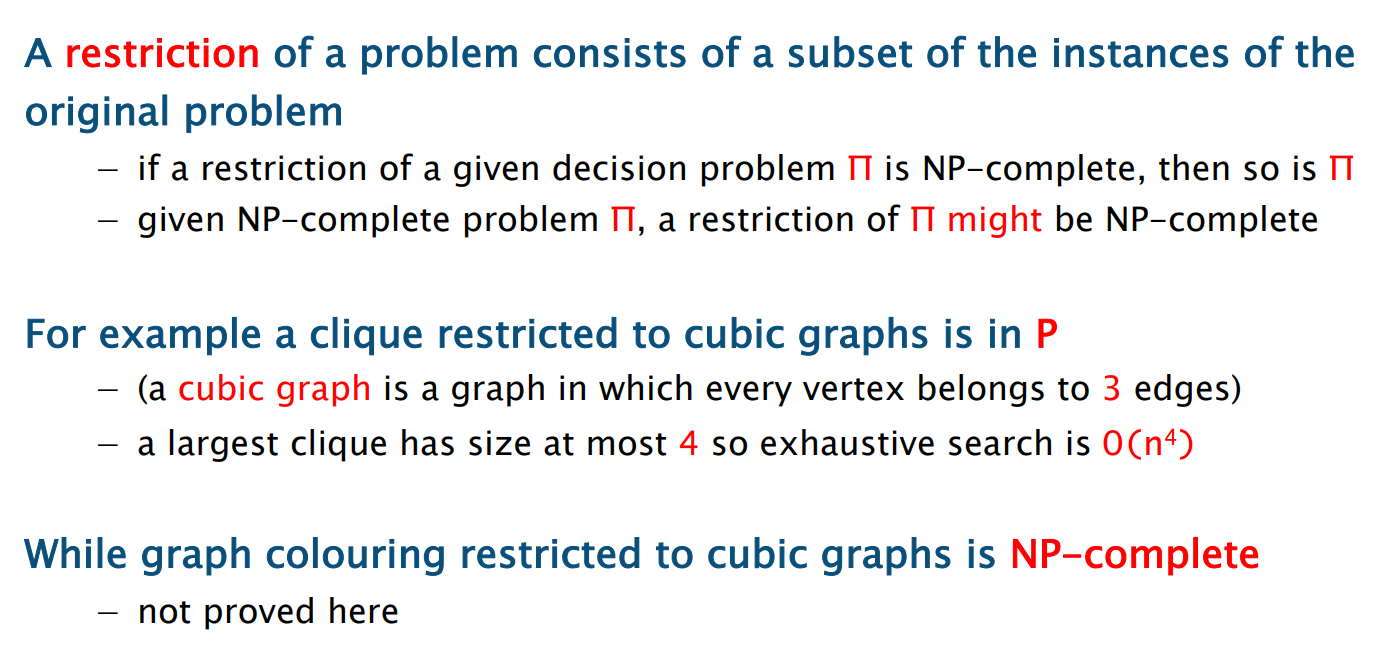 A restriction of a problem consists of a subset of the instances of the
original problem
– if a restriction of a given decision problem Π is NP-complete, then so is Π
– given NP-complete problem Π, a restriction of Π might be NP-complete
For example a clique restricted to cubic graphs is in P
– (a cubic graph is a graph in which every vertex belongs to 3 edges)
– a largest clique has size at most 4 so exhaustive search is O(n⁴)
While graph colouring restricted to cubic graphs is NP-complete
– not proved here